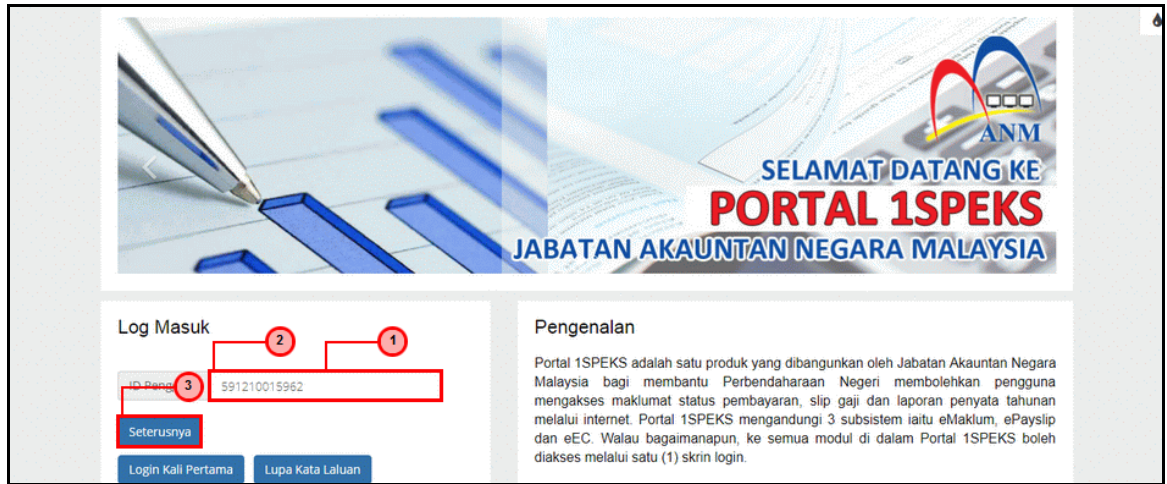 ANM
SELAMAT DATANG KE
PORTAL 1SPEKS
JABATAN AKAUNTAN NEGARA MALAYSIA
Log Masuk
2
1
ID
3
591210015962
Seterusnya
Login Kali Pertama
Lupa Kata Laluan
Pengenalan
Portal 1SPEKS adalah satu produk yang dibangunkan oleh Jabatan Akauntan Negara
Malaysia bagi membantu Perbendaharaan Negeri membolehkan pengguna
mengakses maklumat status pembayaran, slip gaji dan laporan penyata tahunan
melalui internet. Portal 1SPEKS mengandungi 3 subsistem iaitu eMaklum, ePayslip
dan eEC. Walau bagaimanapun, ke semua modul di dalam Portal 1SPEKS boleh
diakses melalui satu (1) skrin login.